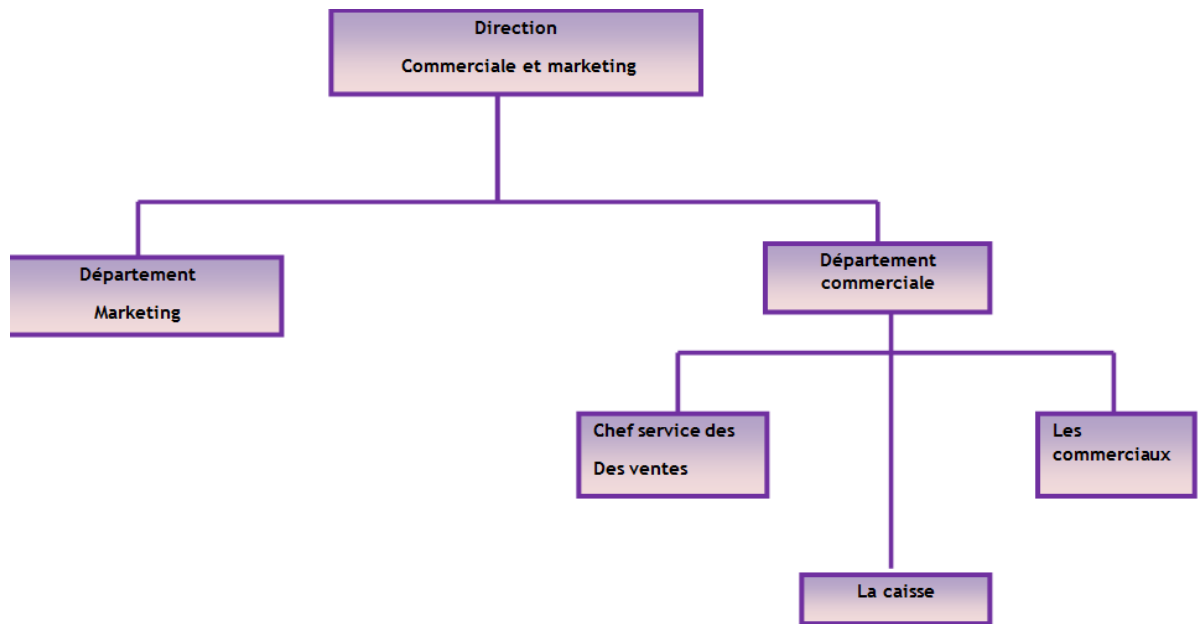 Direction
Commerciale et marketing
Département
Marketing
Département
commerciale
Chef service des
Des ventes
Les
commerciaux
La caisse